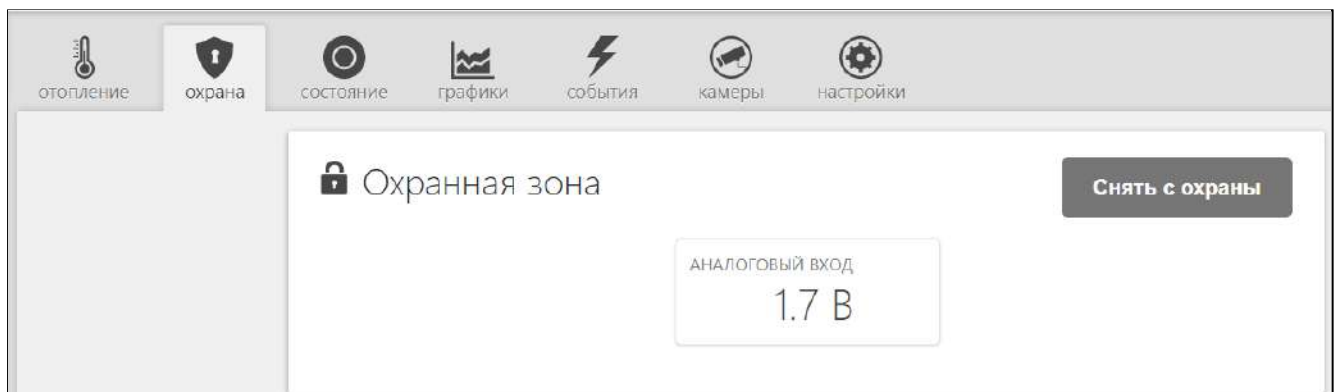 отопление охрана состояние графики события камеры настройки
Охранная зона Снять с охраны
АНАЛОГОВЫЙ ВХОД
1.7 В